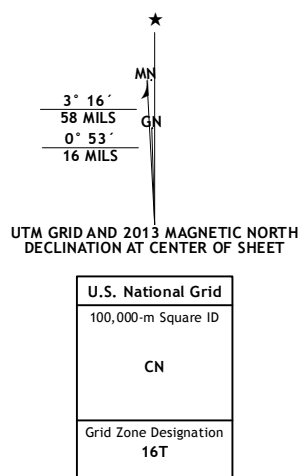 ★
MN
3° 16´
58 MILS
GN
0° 53´
16 MILS
UTM GRID AND 2013 MAGNETIC NORTH
DECLINATION AT CENTER OF SHEET
U.S. National Grid
100,000-m Square ID
CN
Grid Zone Designation
16T